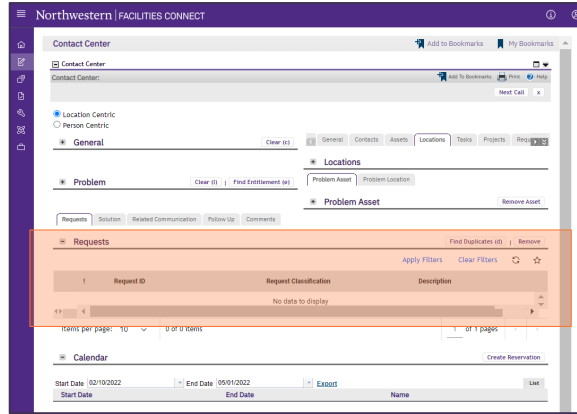 Northwestern | FACILITIES CONNECT
Contact Center
Add to Bookmarks
My Bookmarks
Contact Center
Contact Center:
Add To Bookmarks Print Help
Next Call x
Location Centric
Person Centric
General
Clear (c)
General Contacts Assets Locations Tasks Projects
Locations
Problem
Clear (l) | Find Entitlement (e)
Problem Asset Problem Location
Problem Asset
Remove Asset
Requests Solution Related Communication Follow Up Comments
Requests
Find Duplicates (d) | Remove
Apply Filters Clear Filters
! Request ID Request Classification Description
No data to display
Items per page: 10 0 of 0 items 1 of 1 pages
Calendar
Create Reservation
Start Date 02/10/2022 End Date 05/01/2022 Export List
Start Date End Date Name